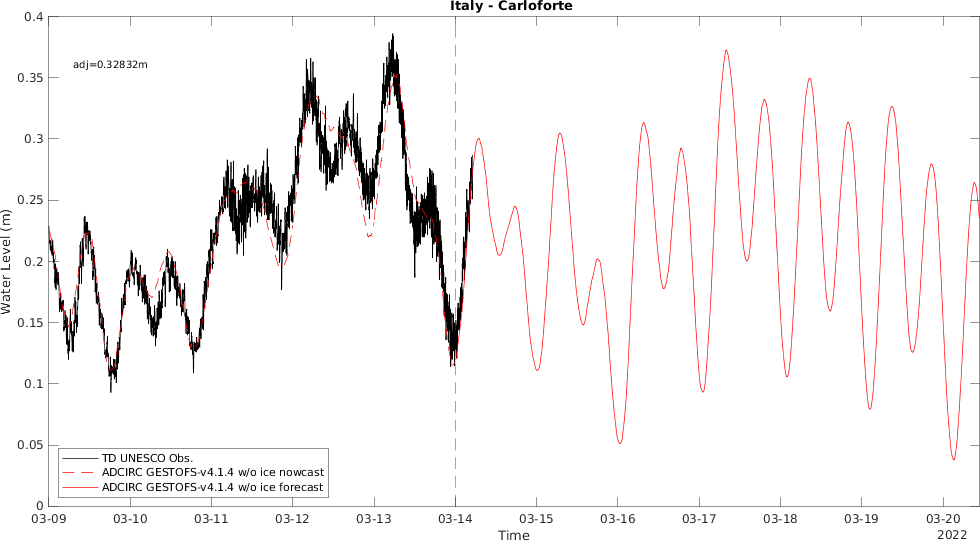 Italy - Carloforte
adj=0.32832m
Water Level (m)
0.4
0.35
0.3
0.25
0.2
0.15
0.1
0.05
0
TD UNESCO Obs.
ADCIRC GESTOFS-v4.1.4 w/o ice nowcast
ADCIRC GESTOFS-v4.1.4 w/o ice forecast
03-09 03-10 03-11 03-12 03-13 03-14 03-15 03-16 03-17 03-18 03-19 03-20
Time
2022